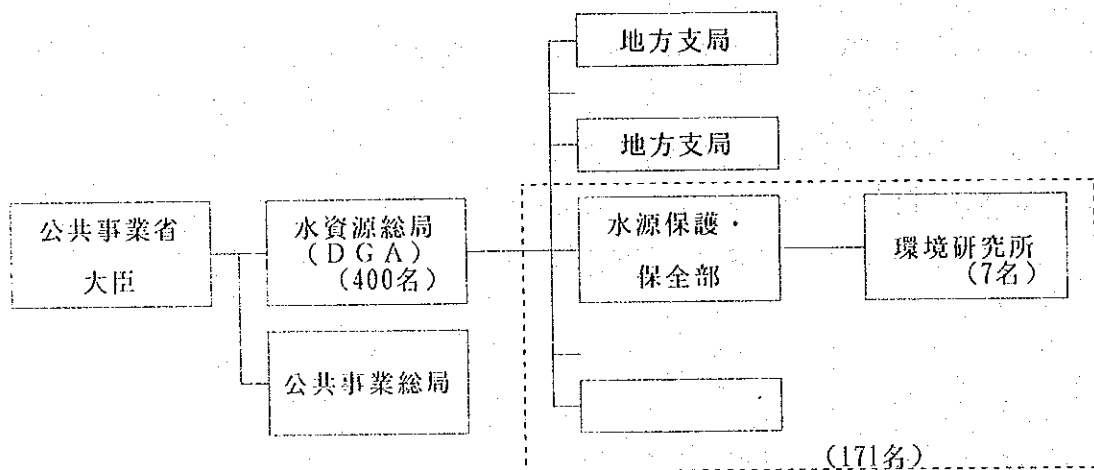 地方支局
地方支局
公共事業省
大臣
水資源総局
(DGA)
(400名)
水源保護・
保全部
環境研究所
(7名)
公共事業総局
(171名)